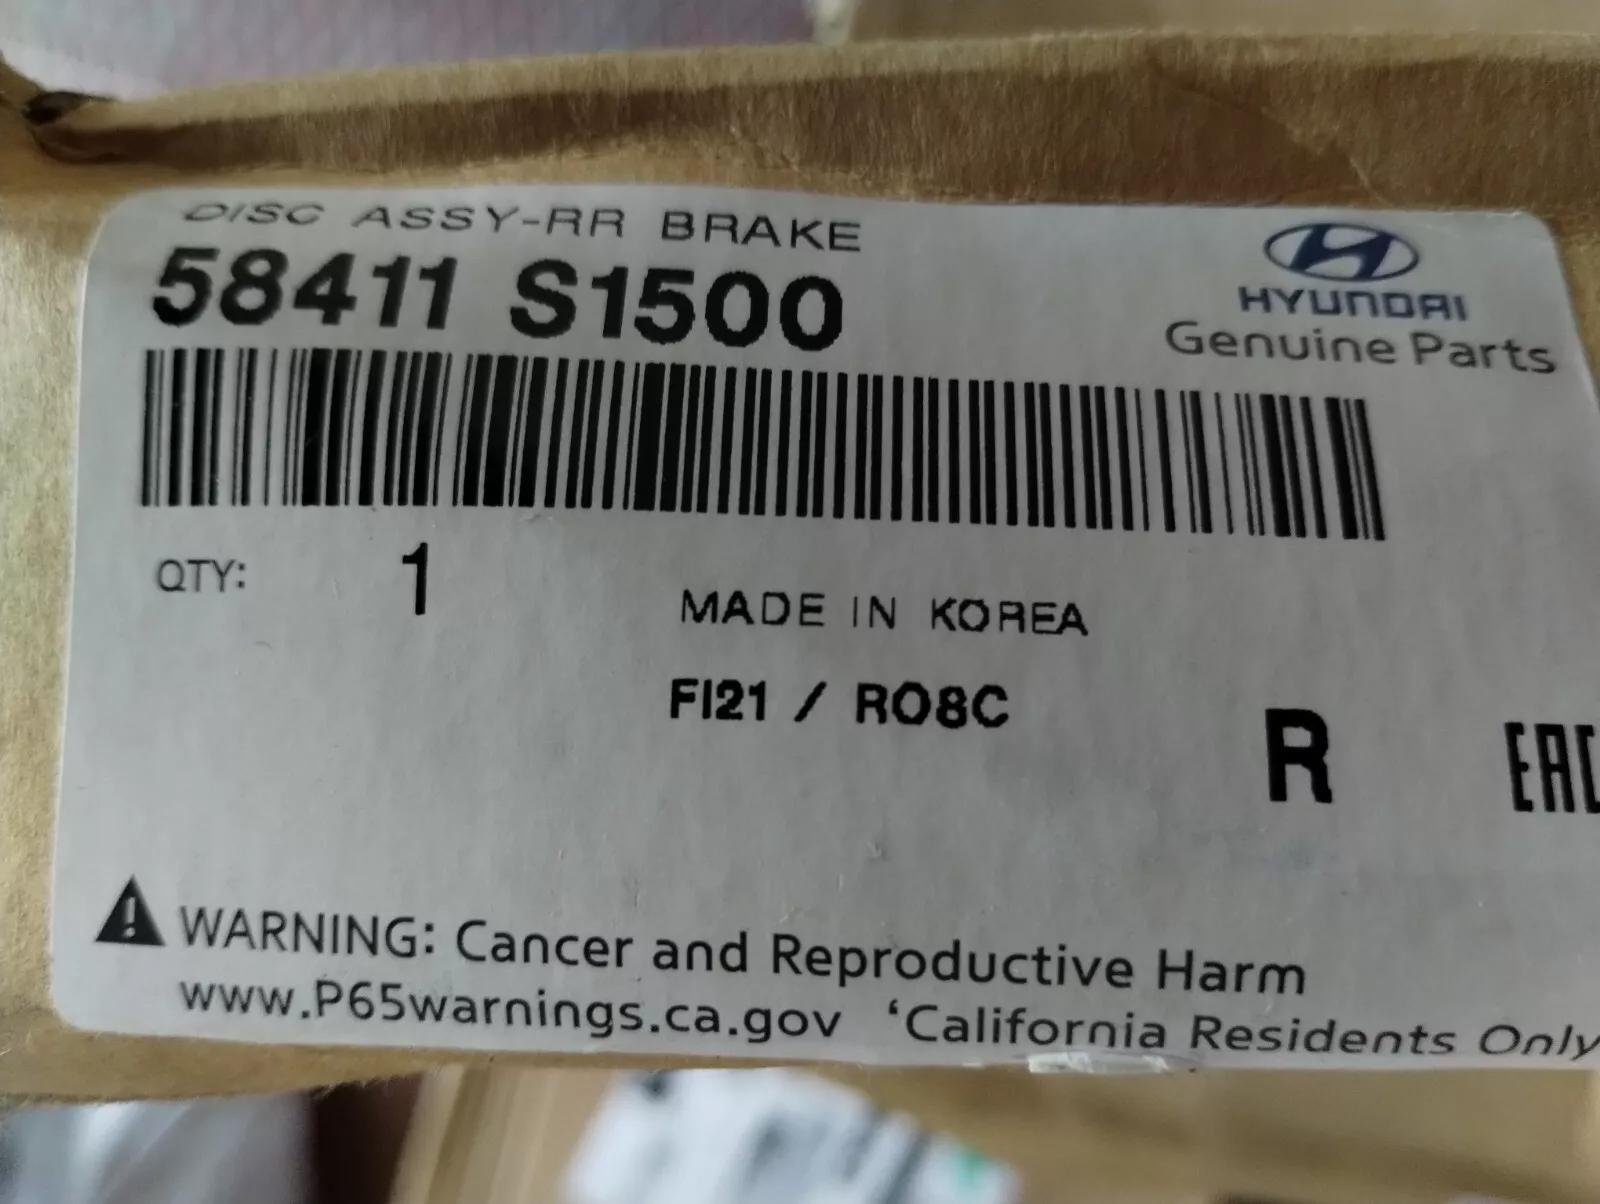 DISC ASSY-RR BRAKE
58411 S1500
HYUNDAI
Genuine Parts
QTY: 1
MADE IN KOREA
FI21 / RO8C
R
EAC
WARNING: Cancer and Reproductive Harm
www.P65warnings.ca.gov 'California Residents Only